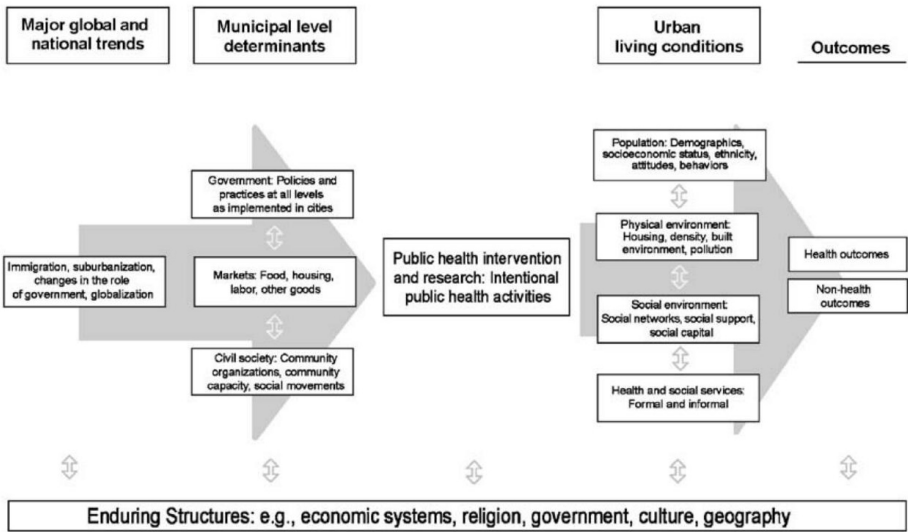 Major global and
national trends
Municipal level
determinants
Urban
living conditions
Outcomes
Immigration, suburbanization,
changes in the role
of government, globalization
Government: Policies and
practices at all levels
as implemented in cities
Markets: Food, housing,
labor, other goods
Civil society: Community
organizations, community
capacity, social movements
Public health intervention
and research: Intentional
public health activities
Population: Demographics,
socioeconomic status, ethnicity,
attitudes, behaviors
Physical environment:
Housing, density, built
environment, pollution
Social environment:
Social networks, social support,
social capital
Health and social services:
Formal and informal
Health outcomes
Non-health
outcomes
Enduring Structures: e.g., economic systems, religion, government, culture, geography